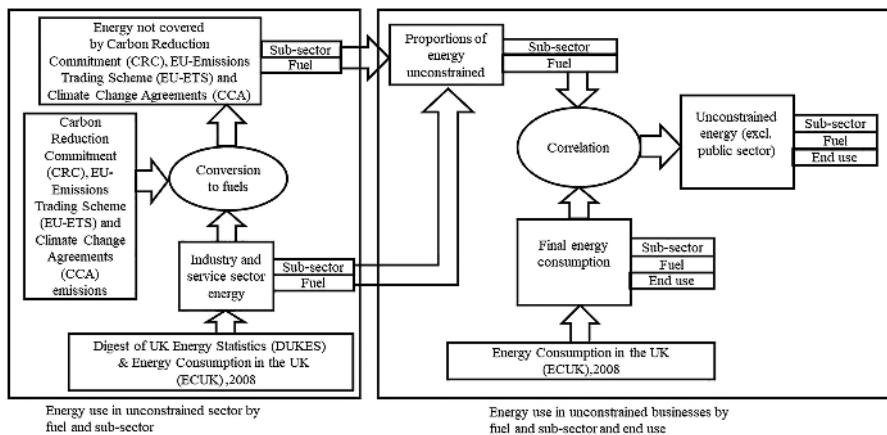 Energy not covered
by Carbon Reduction
Commitment (CRC), EU-Emissions
Trading Scheme (EU-ETS) and
Climate Change Agreements (CCA)
Sub-sector
Fuel
Carbon
Reduction
Commitment
(CRC), EU-
Emissions
Trading Scheme
(EU-ETS) and
Climate Change
Agreements
(CCA)
emissions
Conversion
to fuels
Industry and
service sector
energy
Sub-sector
Fuel
Digest of UK Energy Statistics (DUKES)
& Energy Consumption in the UK
(ECUK),2008
Energy use in unconstrained sector by
fuel and sub-sector
Proportions of
energy
unconstrained
Sub-sector
Fuel
Correlation
Unconstrained
energy (excl.
public sector)
Sub-sector
Fuel
End use
Final energy
consumption
Sub-sector
Fuel
End use
Energy Consumption in the UK
(ECUK),2008
Energy use in unconstrained businesses by
fuel and sub-sector and end use